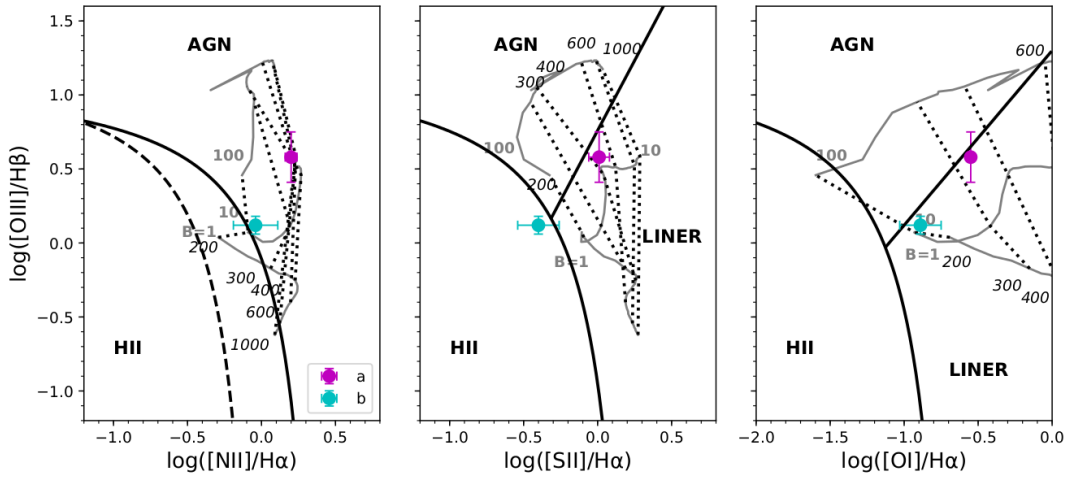 log([OIII]/Hβ)
1.5
1.0
0.5
0.0
−0.5
−1.0
AGN
100
10
B=1
200
300
400
600
1000
HII
a
b
−1.0 −0.5 0.0 0.5
log([NII]/Hα)
AGN
600
1000
400
300
100
10
200
LINER
B=1
HII
−1.0 −0.5 0.0 0.5
log([SII]/Hα)
AGN
600
100
10
B=1
200
300
400
HII
LINER
−2.0 −1.5 −1.0 −0.5 0.0
log([OI]/Hα)